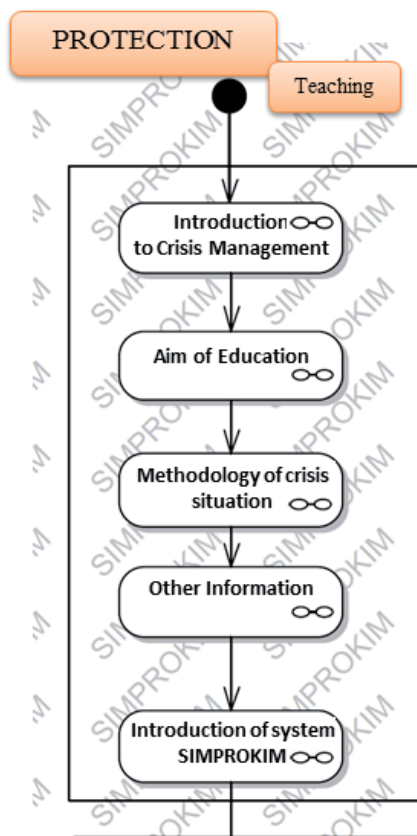 PROTECTION
Teaching
Introduction
to Crisis Management
Aim of Education
Methodology of crisis
situation
Other Information
Introduction of system
SIMPROKIM
SIMPROKIM